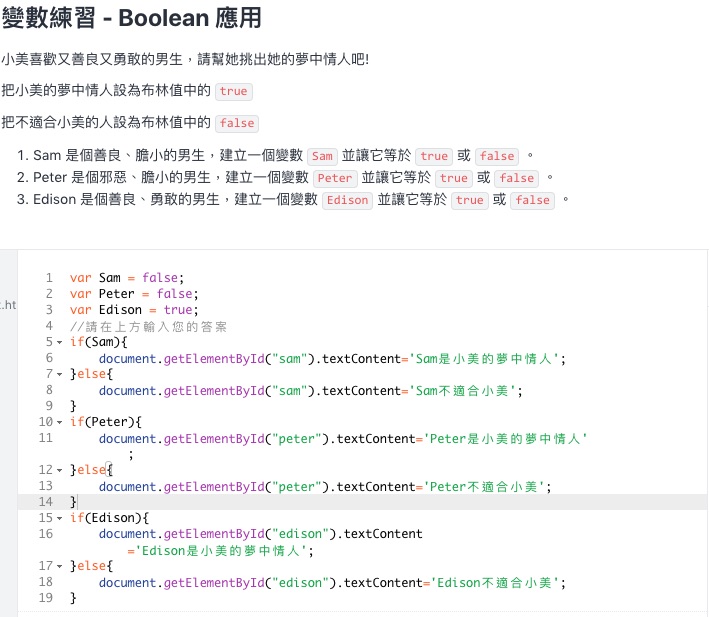 變數練習 - Boolean 應用
小美喜歡又善良又勇敢的男生，請幫她挑出她的夢中情人吧!
把小美的夢中情人設為布林值中的 true
把不適合小美的人設為布林值中的 false
1. Sam 是個善良、膽小的男生，建立一個變數 Sam 並讓它等於 true 或 false 。
2. Peter 是個邪惡、膽小的男生，建立一個變數 Peter 並讓它等於 true 或 false 。
3. Edison 是個善良、勇敢的男生，建立一個變數 Edison 並讓它等於 true 或 false 。
1 var Sam = false;
2 var Peter = false;
.ht
3 var Edison = true;
4 //請在上方輸入您的答案
5 if(Sam){
6 document.getElementById("sam").textContent='Sam是小美的夢中情人';
7 }else{
8 document.getElementById("sam").textContent='Sam不適合小美';
9 }
10 if(Peter){
11 document.getElementById("peter").textContent='Peter是小美的夢中情人'
;
12 }else{
13 document.getElementById("peter").textContent='Peter不適合小美';
14 }
15 if(Edison){
16 document.getElementById("edison").textContent
='Edison是小美的夢中情人';
17 }else{
18 document.getElementById("edison").textContent='Edison不適合小美';
19 }